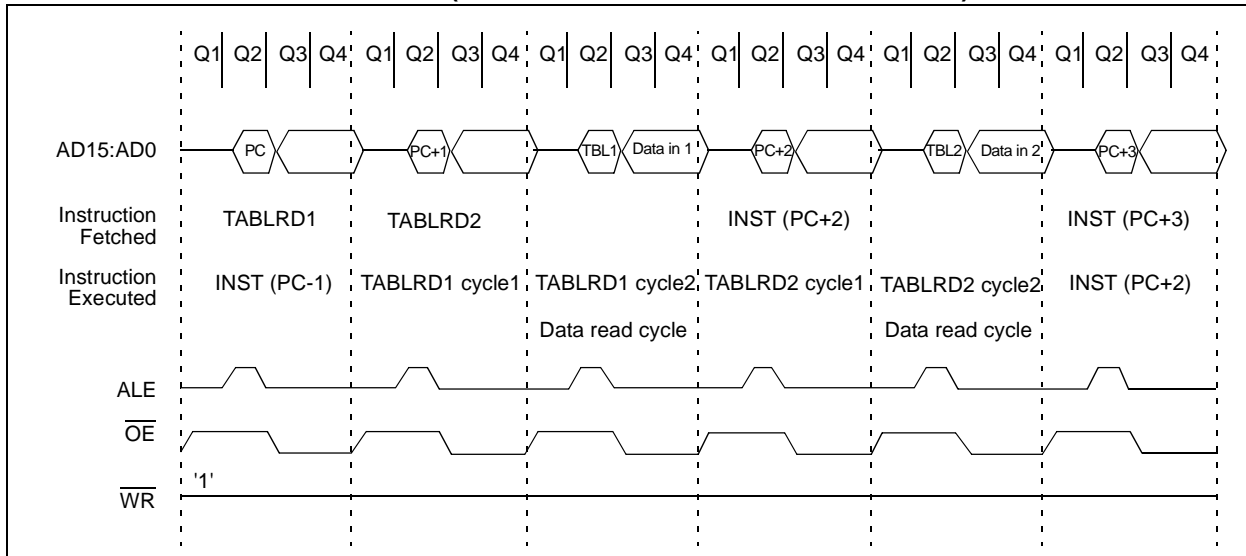 Q1 Q2 Q3 Q4 Q1 Q2 Q3 Q4 Q1 Q2 Q3 Q4 Q1 Q2 Q3 Q4 Q1 Q2 Q3 Q4 Q1 Q2 Q3 Q4
AD15:AD0 PC PC+1 TBL1 Data in 1 PC+2 TBL2 Data in 2 PC+3
Instruction
Fetched TABLRD1 TABLRD2 INST (PC+2) INST (PC+3)
Instruction
Executed INST (PC-1) TABLRD1 cycle1 TABLRD1 cycle2 TABLRD2 cycle1 TABLRD2 cycle2 INST (PC+2)
Data read cycle Data read cycle
ALE
OE
'1'
WR